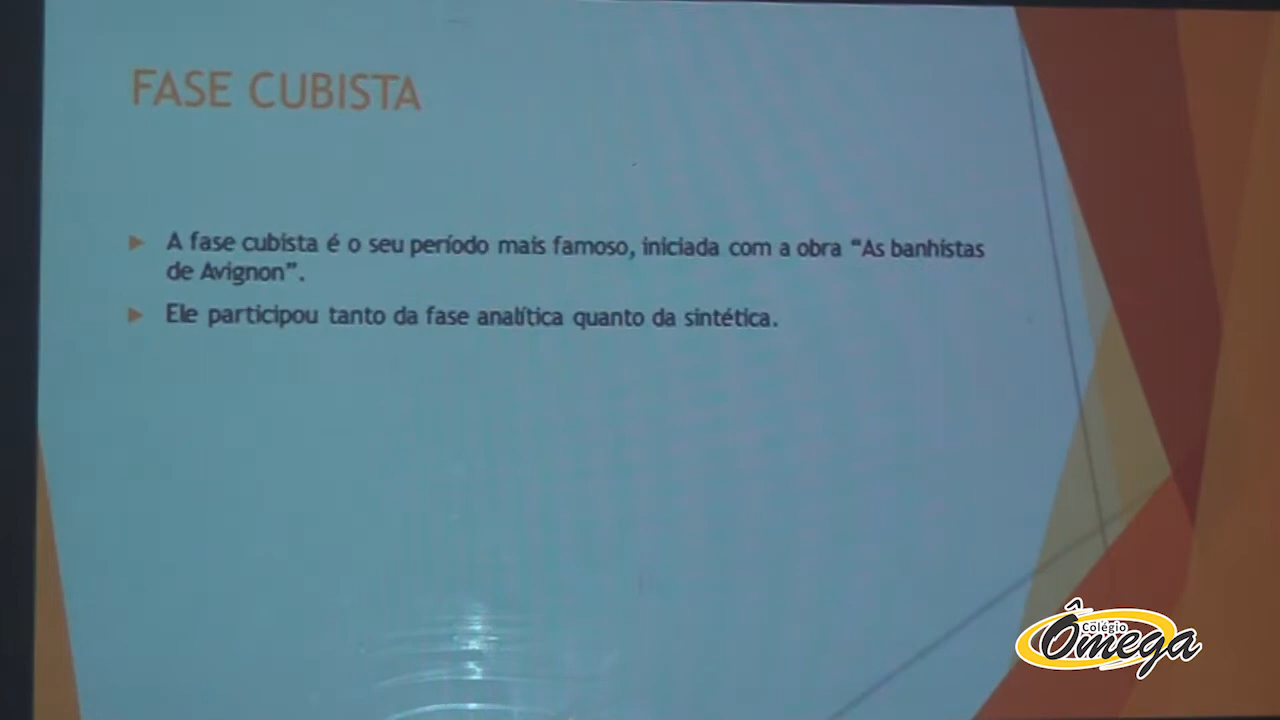 FASE CUBISTA
A fase cubista é o seu período mais famoso, iniciada com a obra “As banhistas
de Avignon”.
Ele participou tanto da fase analítica quanto da sintética.
Colégio
Ômega